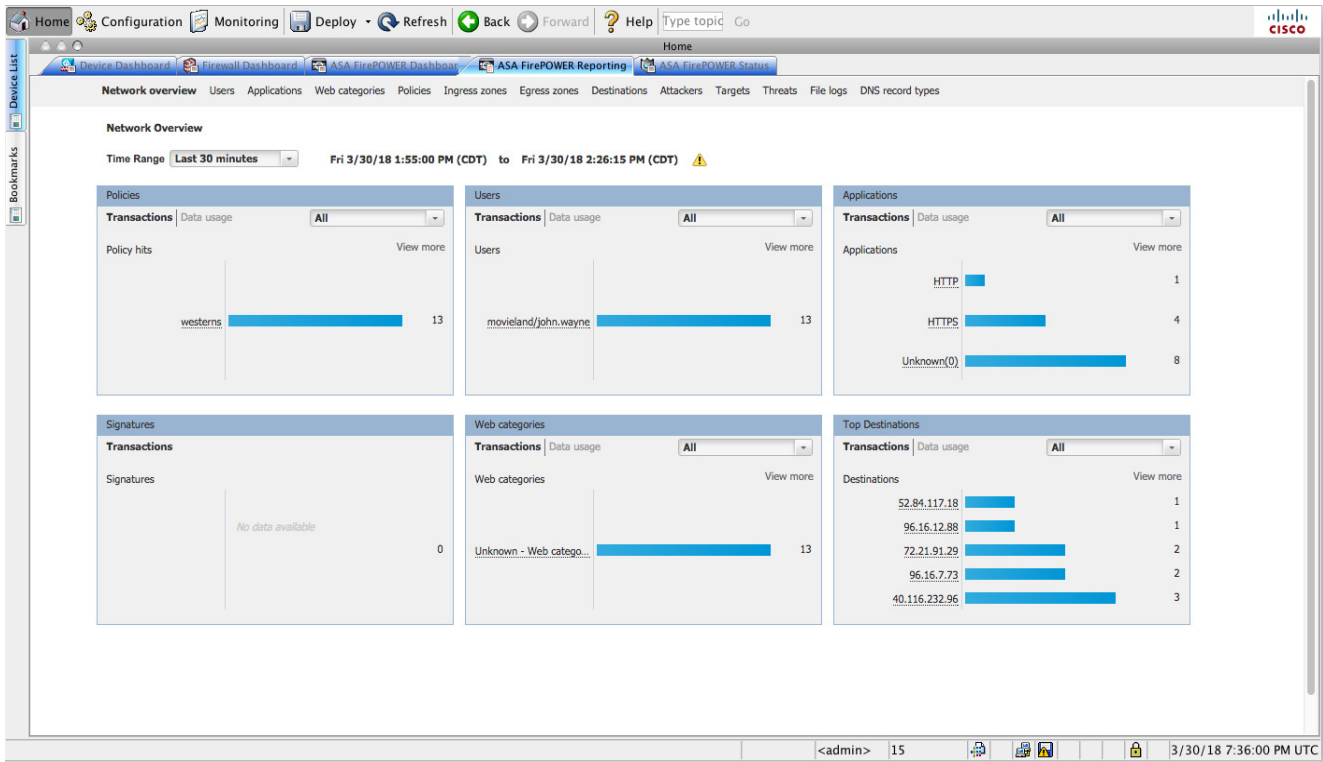 Home Configuration Monitoring Deploy Refresh Back Forward Help Type topic Go
CISCO
Home
Device List
Bookmarks
Device Dashboard Firewall Dashboard ASA FirePOWER Dashboar ASA FirePOWER Reporting ASA FirePOWER Status
Network overview Users Applications Web categories Policies Ingress zones Egress zones Destinations Attackers Targets Threats File logs DNS record types
Network Overview
Time Range Last 30 minutes Fri 3/30/18 1:55:00 PM (CDT) to Fri 3/30/18 2:26:15 PM (CDT)
Policies
Transactions Data usage All
Policy hits View more
westerns 13
Users
Transactions Data usage All
Users View more
movieland/john.wayne 13
Applications
Transactions Data usage All
Applications View more
HTTP 1
HTTPS 4
Unknown(0) 8
Signatures
Transactions
Signatures
No data available
0
Web categories
Transactions Data usage All
Web categories View more
Unknown - Web catego... 13
Top Destinations
Transactions Data usage All
Destinations View more
52.84.117.18 1
96.16.12.88 1
72.21.91.29 2
96.16.7.73 2
40.116.232.96 3
<admin> 15 3/30/18 7:36:00 PM UTC